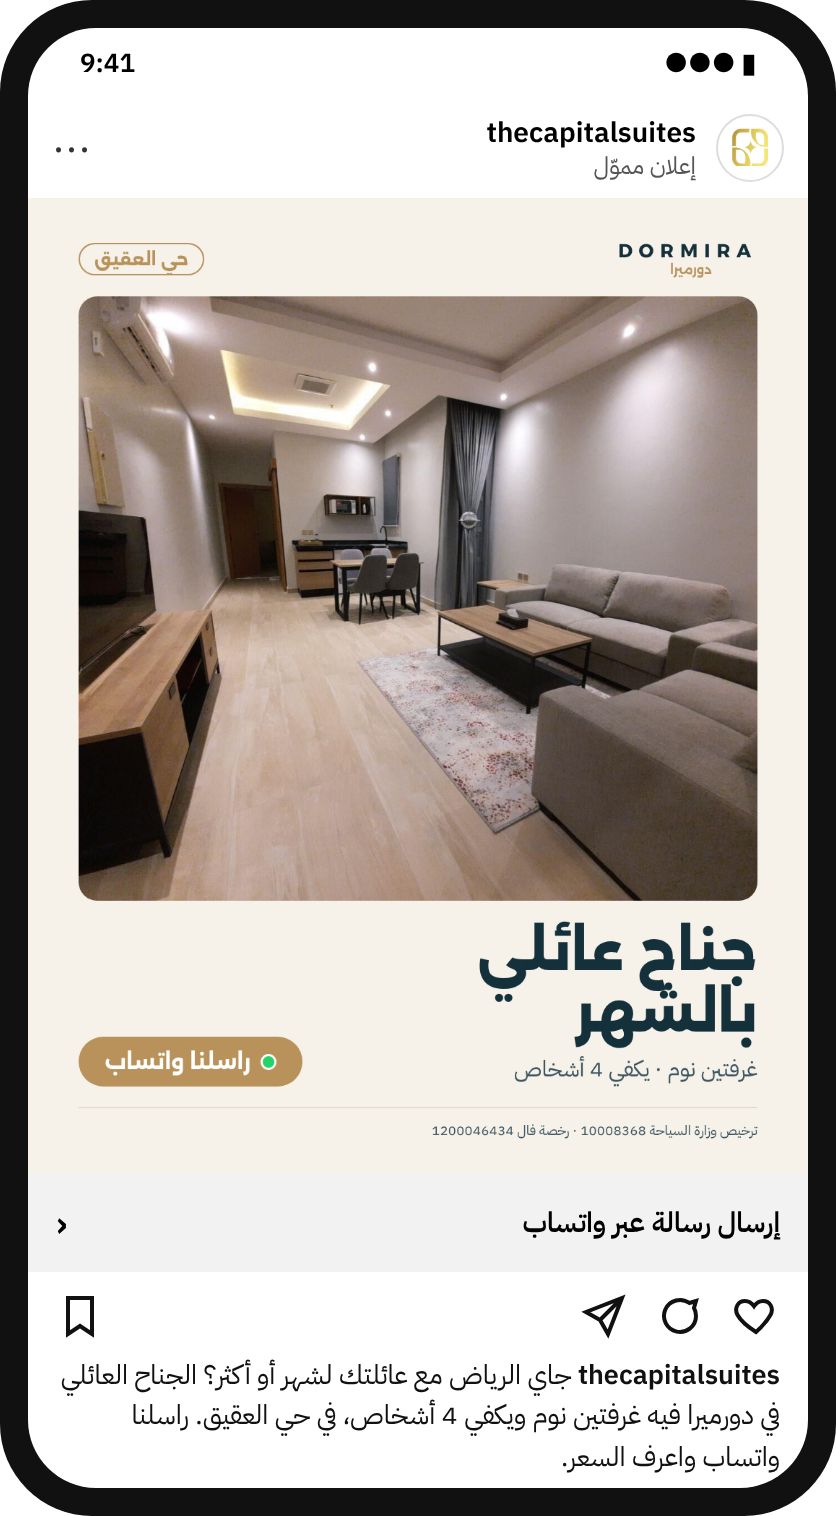 9:41
thecapitalsuites
إعلان مموّل
DORMIRA
دورميرا
حي العقيق
جناح عائلي
بالشهر
غرفتين نوم · يكفي 4 أشخاص
راسلنا واتساب
ترخيص وزارة السياحة 10008368 · رخصة فال 1200046434
إرسال رسالة عبر واتساب
thecapitalsuites جاي الرياض مع عائلتك لشهر أو أكثر؟ الجناح العائلي
في دورميرا فيه غرفتين نوم ويكفي 4 أشخاص، في حي العقيق. راسلنا
واتساب واعرف السعر.